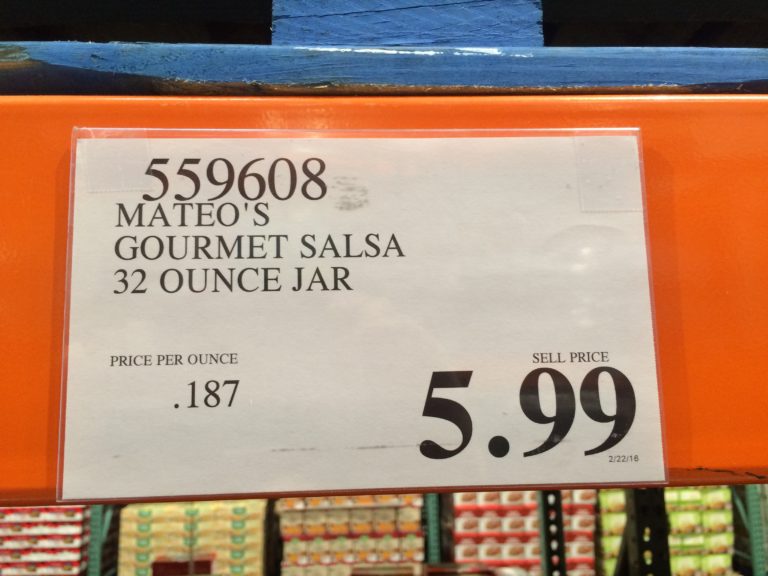 559608
MATEO'S
GOURMET SALSA
32 OUNCE JAR
PRICE PER OUNCE
.187
SELL PRICE
5.99
2/22/16